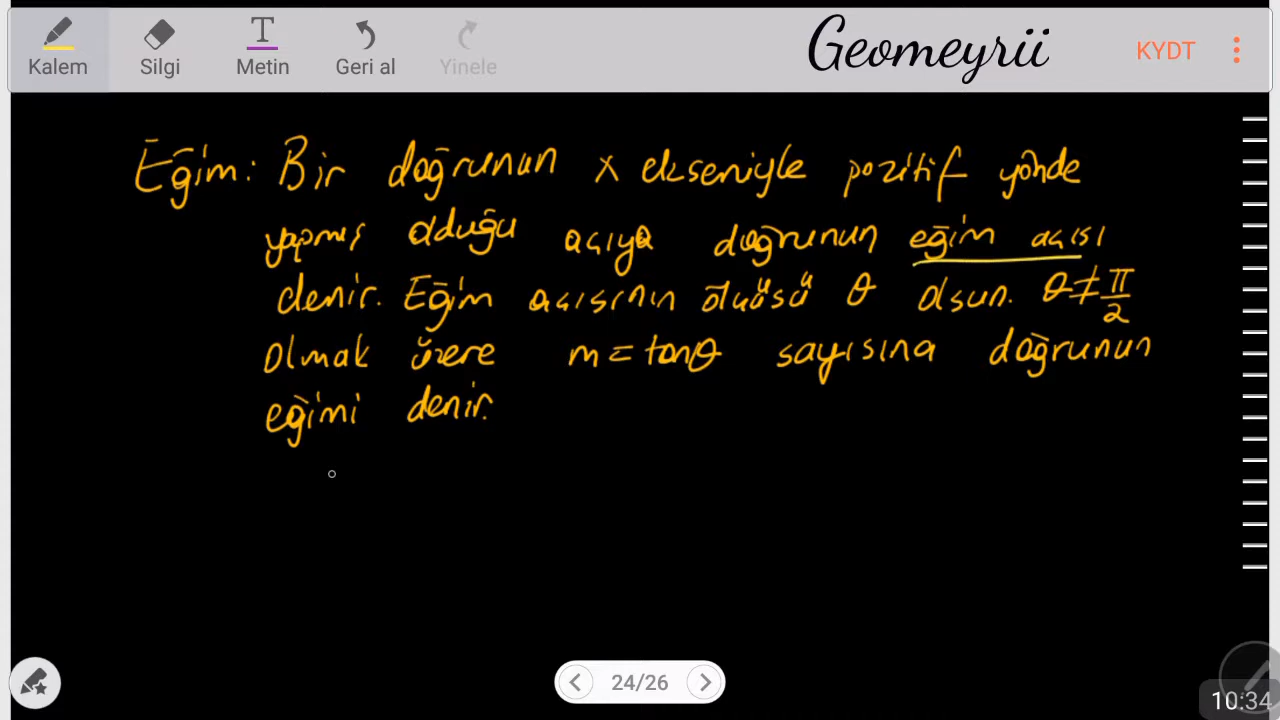 Kalem
Silgi
Metin
Geri al
Yinele
Geomeyrii
KYDT
Eğim: Bir doğrunun x ekseniyle pozitif yönde
yapmış olduğu açıya doğrunun eğim açısı
denir. Eğim açısının ölçüsü θ olsun. θ ≠ π/2
olmak üzere m = tanθ sayısına doğrunun
eğimi denir.
24/26
10:34